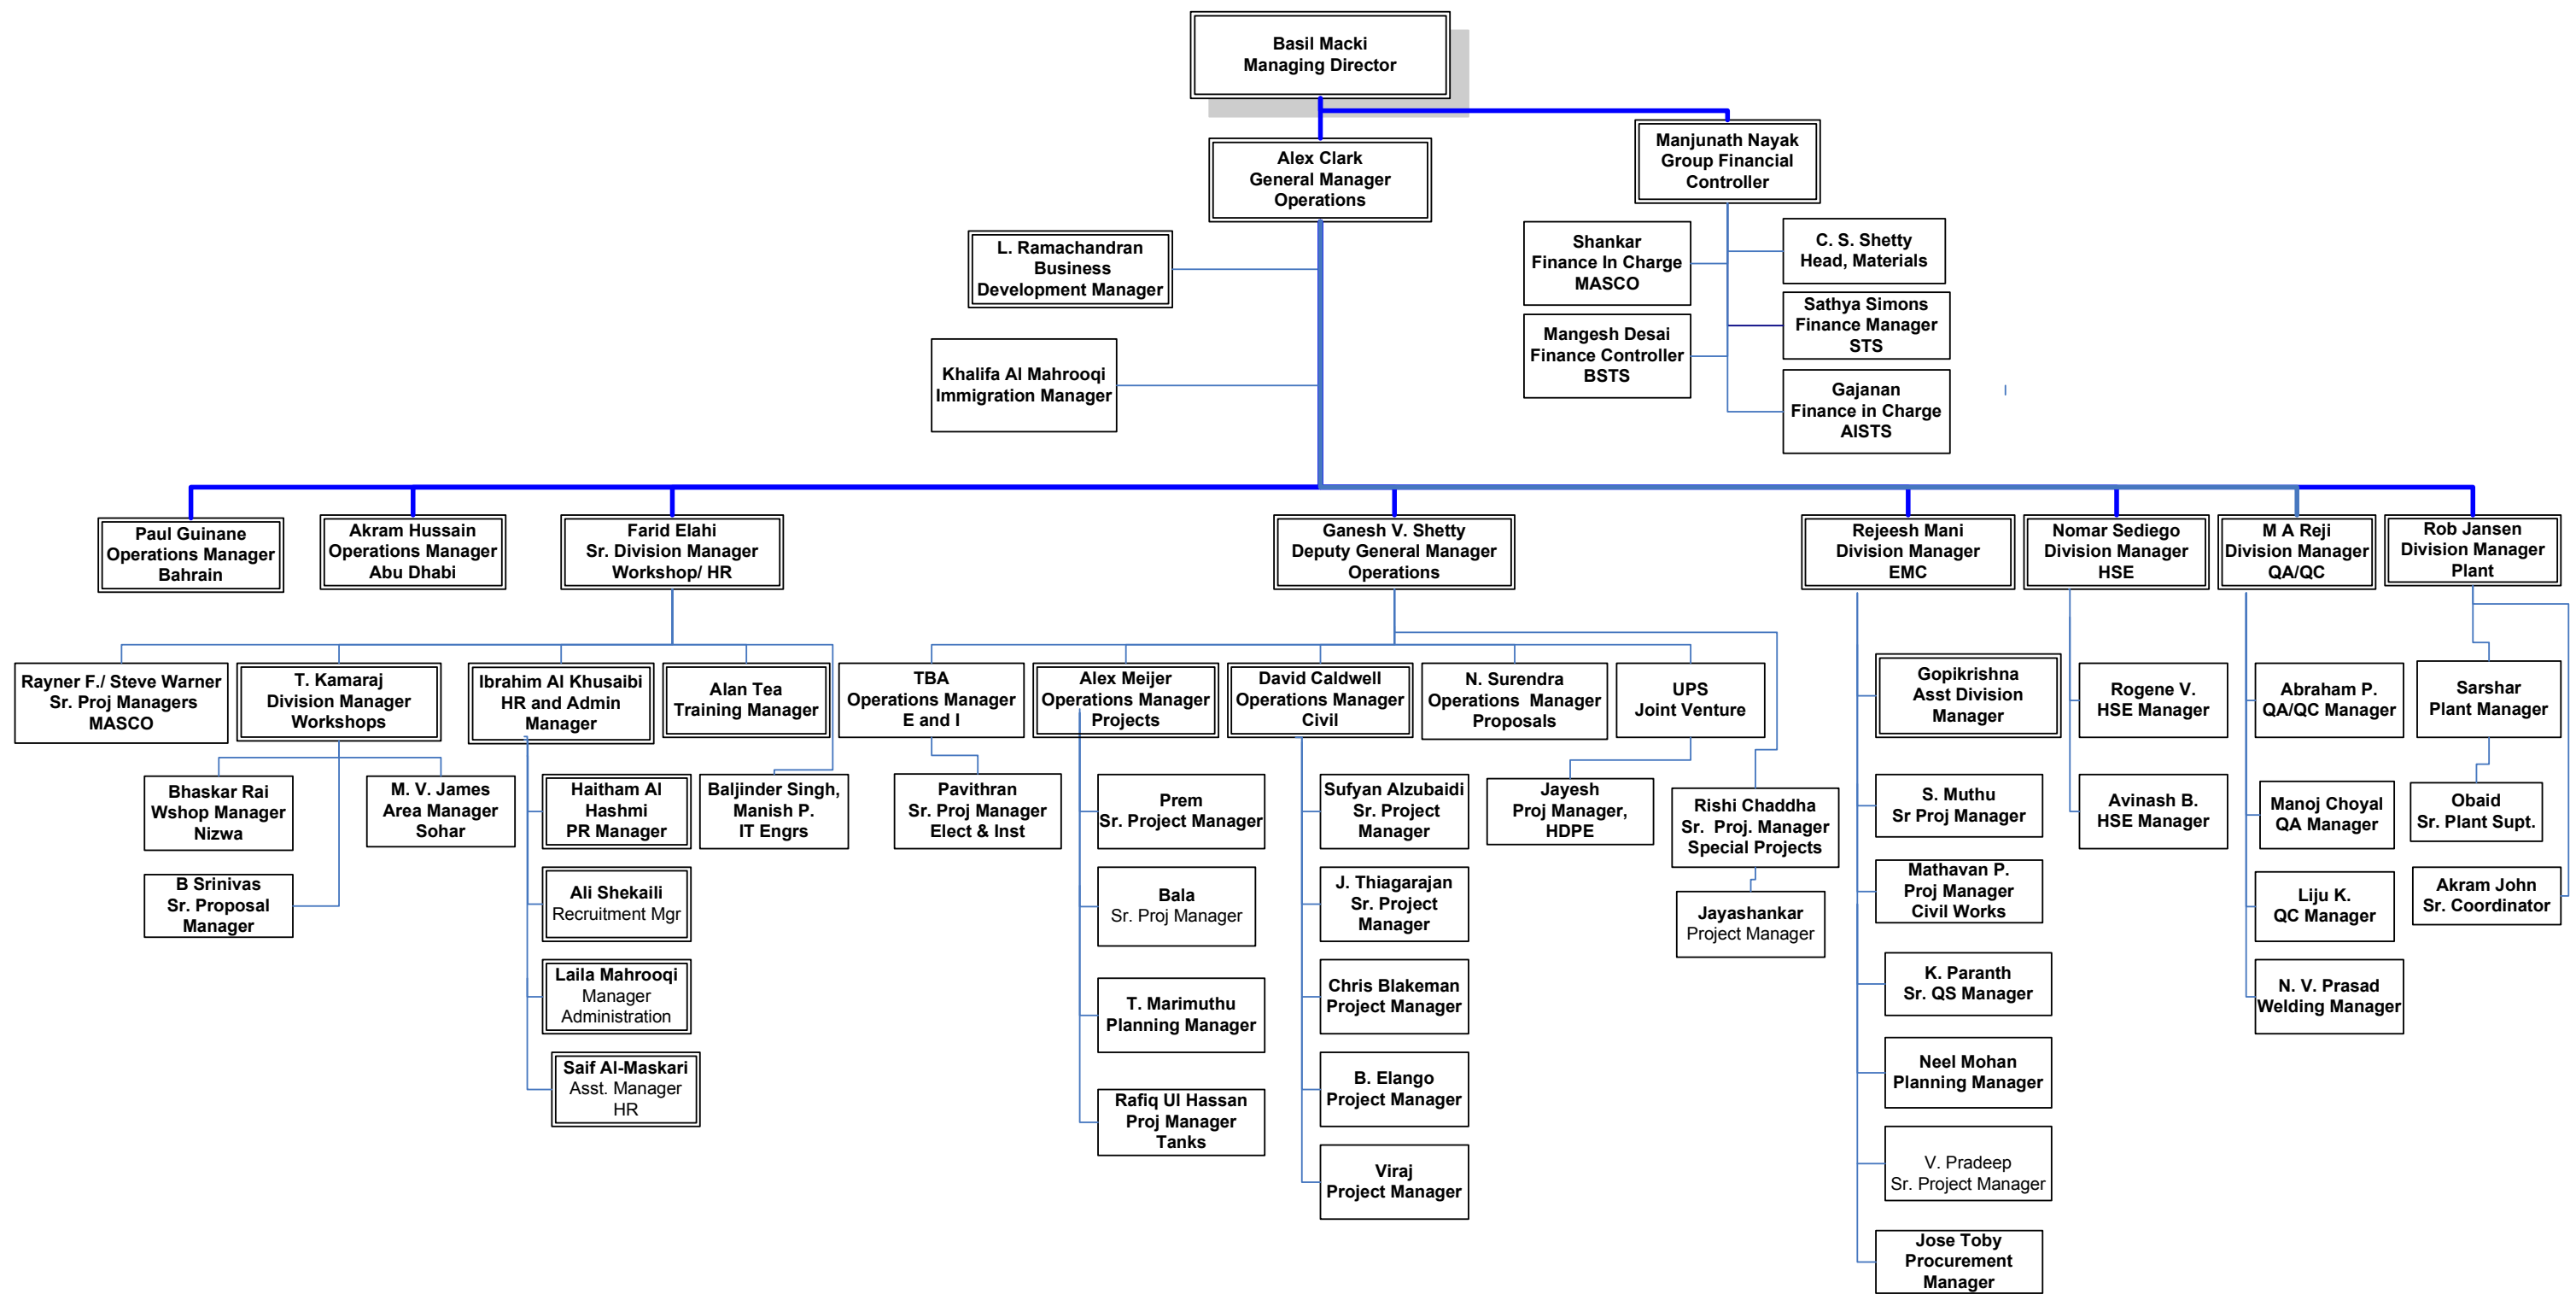 Basil Macki
Managing Director
Alex Clark
General Manager
Operations
Manjunath Nayak
Group Financial
Controller
L. Ramachandran
Business
Development Manager
Khalifa Al Mahrooqi
Immigration Manager
Shankar
Finance In Charge
MASCO
C. S. Shetty
Head, Materials
Mangesh Desai
Finance Controller
BSTS
Sathya Simons
Finance Manager
STS
Gajanan
Finance in Charge
AISTS
Paul Guinane
Operations Manager
Bahrain
Akram Hussain
Operations Manager
Abu Dhabi
Farid Elahi
Sr. Division Manager
Workshop/ HR
Ganesh V. Shetty
Deputy General Manager
Operations
Rejeesh Mani
Division Manager
EMC
Nomar Sediego
Division Manager
HSE
M A Reji
Division Manager
QA/QC
Rob Jansen
Division Manager
Plant
Rayner F./ Steve Warner
Sr. Proj Managers
MASCO
T. Kamaraj
Division Manager
Workshops
Ibrahim Al Khusaibi
HR and Admin
Manager
Alan Tea
Training Manager
TBA
Operations Manager
E and I
Alex Meijer
Operations Manager
Projects
David Caldwell
Operations Manager
Civil
N. Surendra
Operations Manager
Proposals
UPS
Joint Venture
Gopikrishna
Asst Division
Manager
Rogene V.
HSE Manager
Abraham P.
QA/QC Manager
Sarshar
Plant Manager
Bhaskar Rai
Wshop Manager
Nizwa
M. V. James
Area Manager
Sohar
Haitham Al
Hashmi
PR Manager
Baljinder Singh,
Manish P.
IT Engrs
Pavithran
Sr. Proj Manager
Elect & Inst
Prem
Sr. Project Manager
Sufyan Alzubaidi
Sr. Project
Manager
Jayesh
Proj Manager,
HDPE
Rishi Chaddha
Sr. Proj. Manager
Special Projects
S. Muthu
Sr Proj Manager
Avinash B.
HSE Manager
Manoj Choyal
QA Manager
Obaid
Sr. Plant Supt.
B Srinivas
Sr. Proposal
Manager
Ali Shekaili
Recruitment Mgr
Bala
Sr. Proj Manager
J. Thiagarajan
Sr. Project
Manager
Jayashankar
Project Manager
Mathavan P.
Proj Manager
Civil Works
Liju K.
QC Manager
Akram John
Sr. Coordinator
Laila Mahrooqi
Manager
Administration
T. Marimuthu
Planning Manager
Chris Blakeman
Project Manager
K. Paranth
Sr. QS Manager
N. V. Prasad
Welding Manager
Saif Al-Maskari
Asst. Manager
HR
Rafiq Ul Hassan
Proj Manager
Tanks
B. Elango
Project Manager
Neel Mohan
Planning Manager
Viraj
Project Manager
V. Pradeep
Sr. Project Manager
Jose Toby
Procurement
Manager